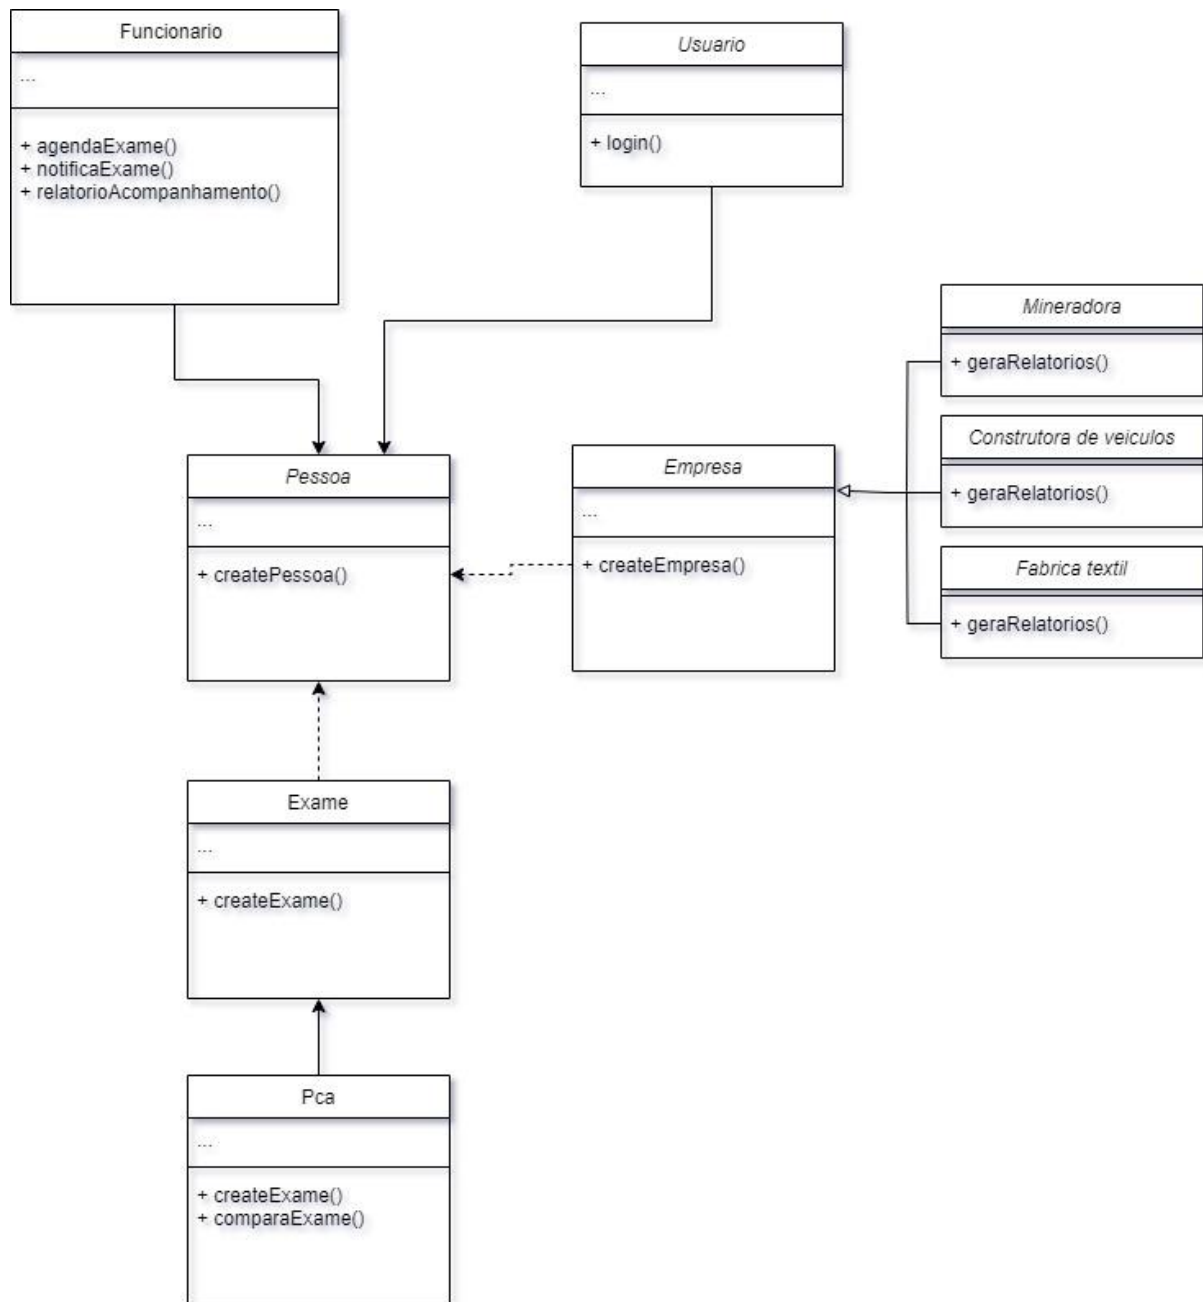 Funcionario
...
+ agendaExame()
+ notificaExame()
+ relatorioAcompanhamento()
Usuario
...
+ login()
Mineradora
+ geraRelatorios()
Construtora de veiculos
+ geraRelatorios()
Fabrica textil
+ geraRelatorios()
Pessoa
...
+ createPessoa()
Empresa
...
+ createEmpresa()
Exame
...
+ createExame()
Pca
...
+ createExame()
+ comparaExame()